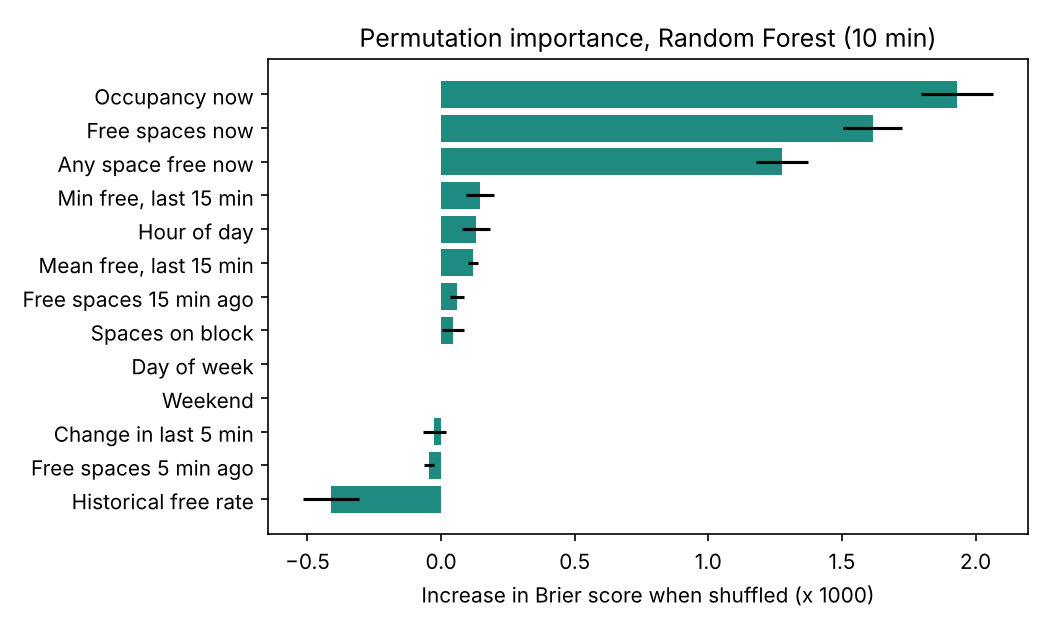 Permutation importance, Random Forest (10 min)
Occupancy now
Free spaces now
Any space free now
Min free, last 15 min
Hour of day
Mean free, last 15 min
Free spaces 15 min ago
Spaces on block
Day of week
Weekend
Change in last 5 min
Free spaces 5 min ago
Historical free rate
−0.5 0.0 0.5 1.0 1.5 2.0
Increase in Brier score when shuffled (x 1000)